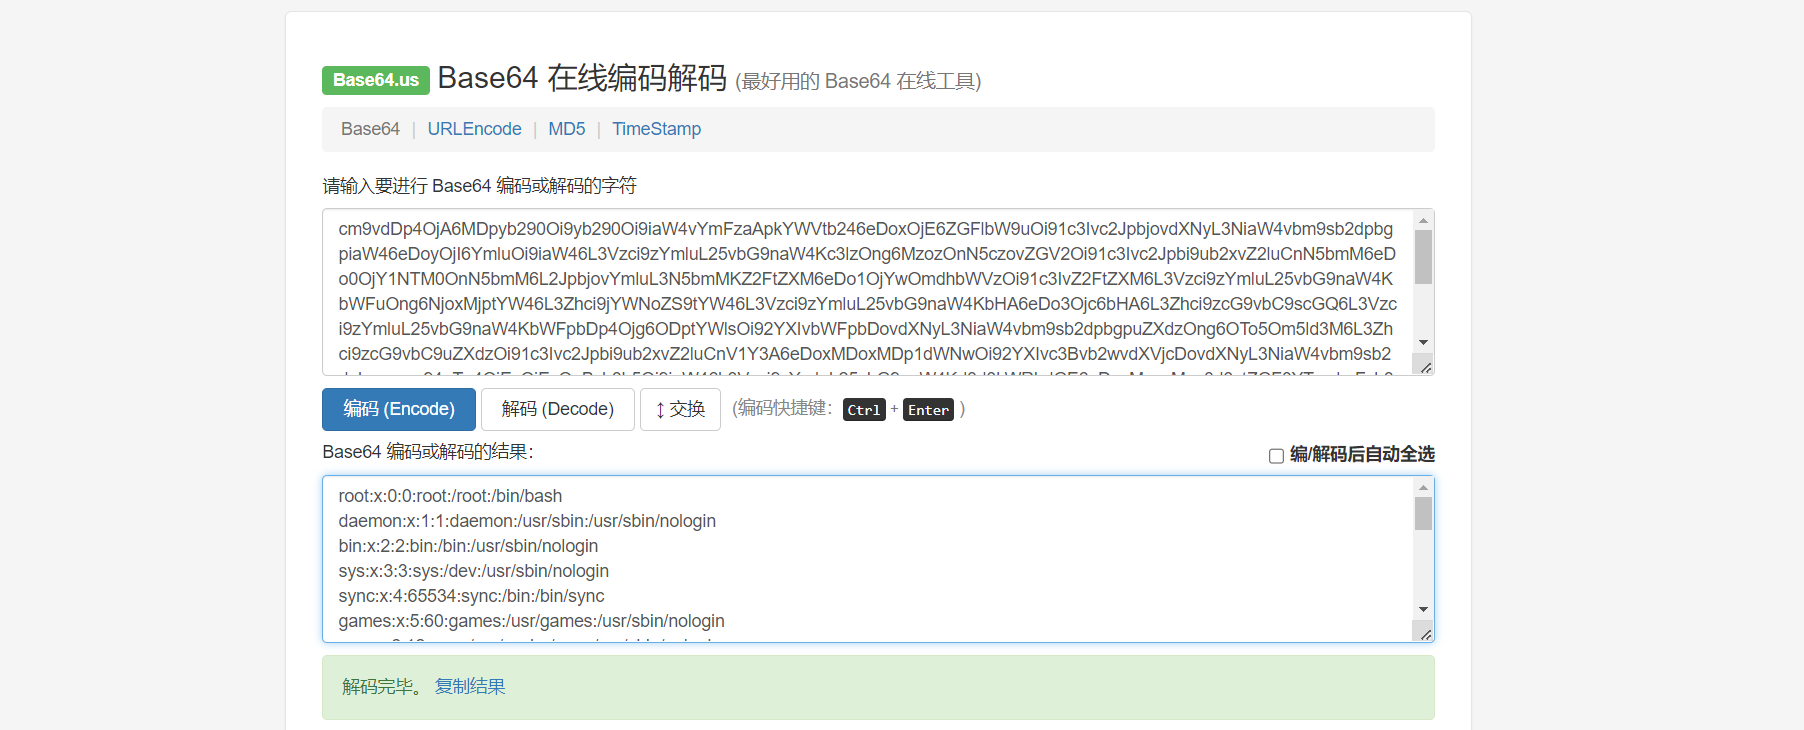 Base64.us Base64 在线编码解码 (最好用的 Base64 在线工具)
Base64 | URLEncode | MD5 | TimeStamp
请输入要进行 Base64 编码或解码的字符
cm9vdDp4OjA6MDpyb290Oi9yb290Oi9iaW4vYmFzaApkYWVtb246eDoxOjE6ZGFlbW9uOi91c3Ivc2JpbjovdXNyL3NiaW4vbm9sb2dpbg
piaW46eDoyOjI6YmluOi9iaW46L3Vzci9zYmluL25vbG9naW4Kc3lzOng6MzozOnN5czovZGV2Oi91c3Ivc2Jpbi9ub2xvZ2luCnN5bmM6eD
o0OjY1NTM0OnN5bmM6L2JpbjovYmluL3N5bmMKZ2FtZXM6eDo1OjYwOmdhbWVzOi91c3IvZ2FtZXM6L3Vzci9zYmluL25vbG9naW4K
bWFuOng6NjoxMjptYW46L3Zhci9jYWNoZS9tYW46L3Vzci9zYmluL25vbG9naW4KbHA6eDo3Ojc6bHA6L3Zhci9zcG9vbC9scGQ6L3Vzc
i9zYmluL25vbG9naW4KbWFpbDp4Ojg6ODptYWlsOi92YXIvbWFpbDovdXNyL3NiaW4vbm9sb2dpbgpuZXdzOng6OTo5Om5ld3M6L3Zh
ci9zcG9vbC9uZXdzOi91c3Ivc2Jpbi9ub2xvZ2luCnV1Y3A6eDoxMDoxMDp1dWNwOi92YXIvc3Bvb2wvdXVjcDovdXNyL3NiaW4vbm9sb2
编码 (Encode) 解码 (Decode) ↕ 交换 (编码快捷键： Ctrl + Enter )
Base64 编码或解码的结果： 编/解码后自动全选
root:x:0:0:root:/root:/bin/bash
daemon:x:1:1:daemon:/usr/sbin:/usr/sbin/nologin
bin:x:2:2:bin:/bin:/usr/sbin/nologin
sys:x:3:3:sys:/dev:/usr/sbin/nologin
sync:x:4:65534:sync:/bin:/bin/sync
games:x:5:60:games:/usr/games:/usr/sbin/nologin
解码完毕。 复制结果